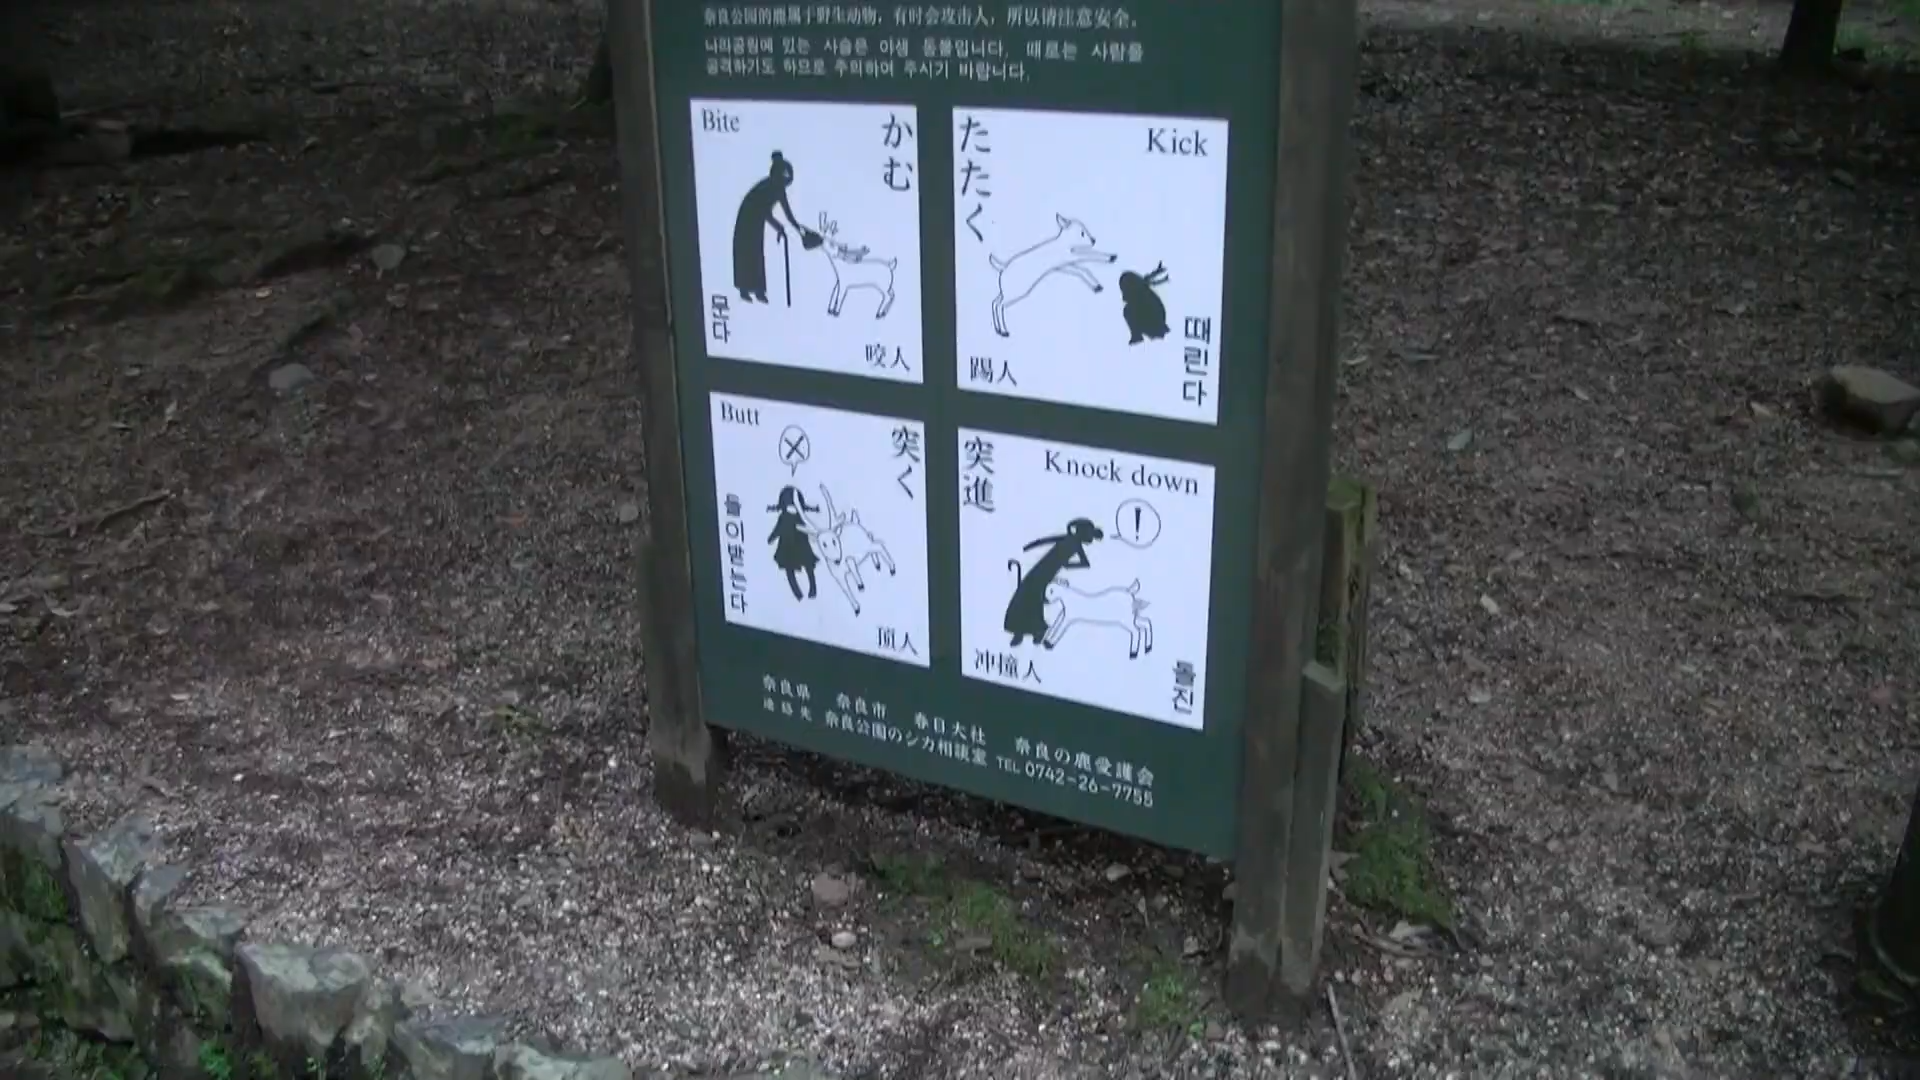 奈良公园的鹿属于野生动物，有时会攻击人，所以请注意安全。
나라공원에 있는 사슴은 야생 동물입니다. 때로는 사람을
공격하기도 하므로 주의하여 주시기 바랍니다.
Bite
かむ
문다
咬人
たたく
Kick
踢人
때린다
Butt
突く
들이받는다
頂人
突進
Knock down
!
冲撞人
돌진
奈良県 奈良市 春日大社 奈良の鹿愛護会
連絡先 奈良公園のシカ相談室 TEL 0742-26-7755